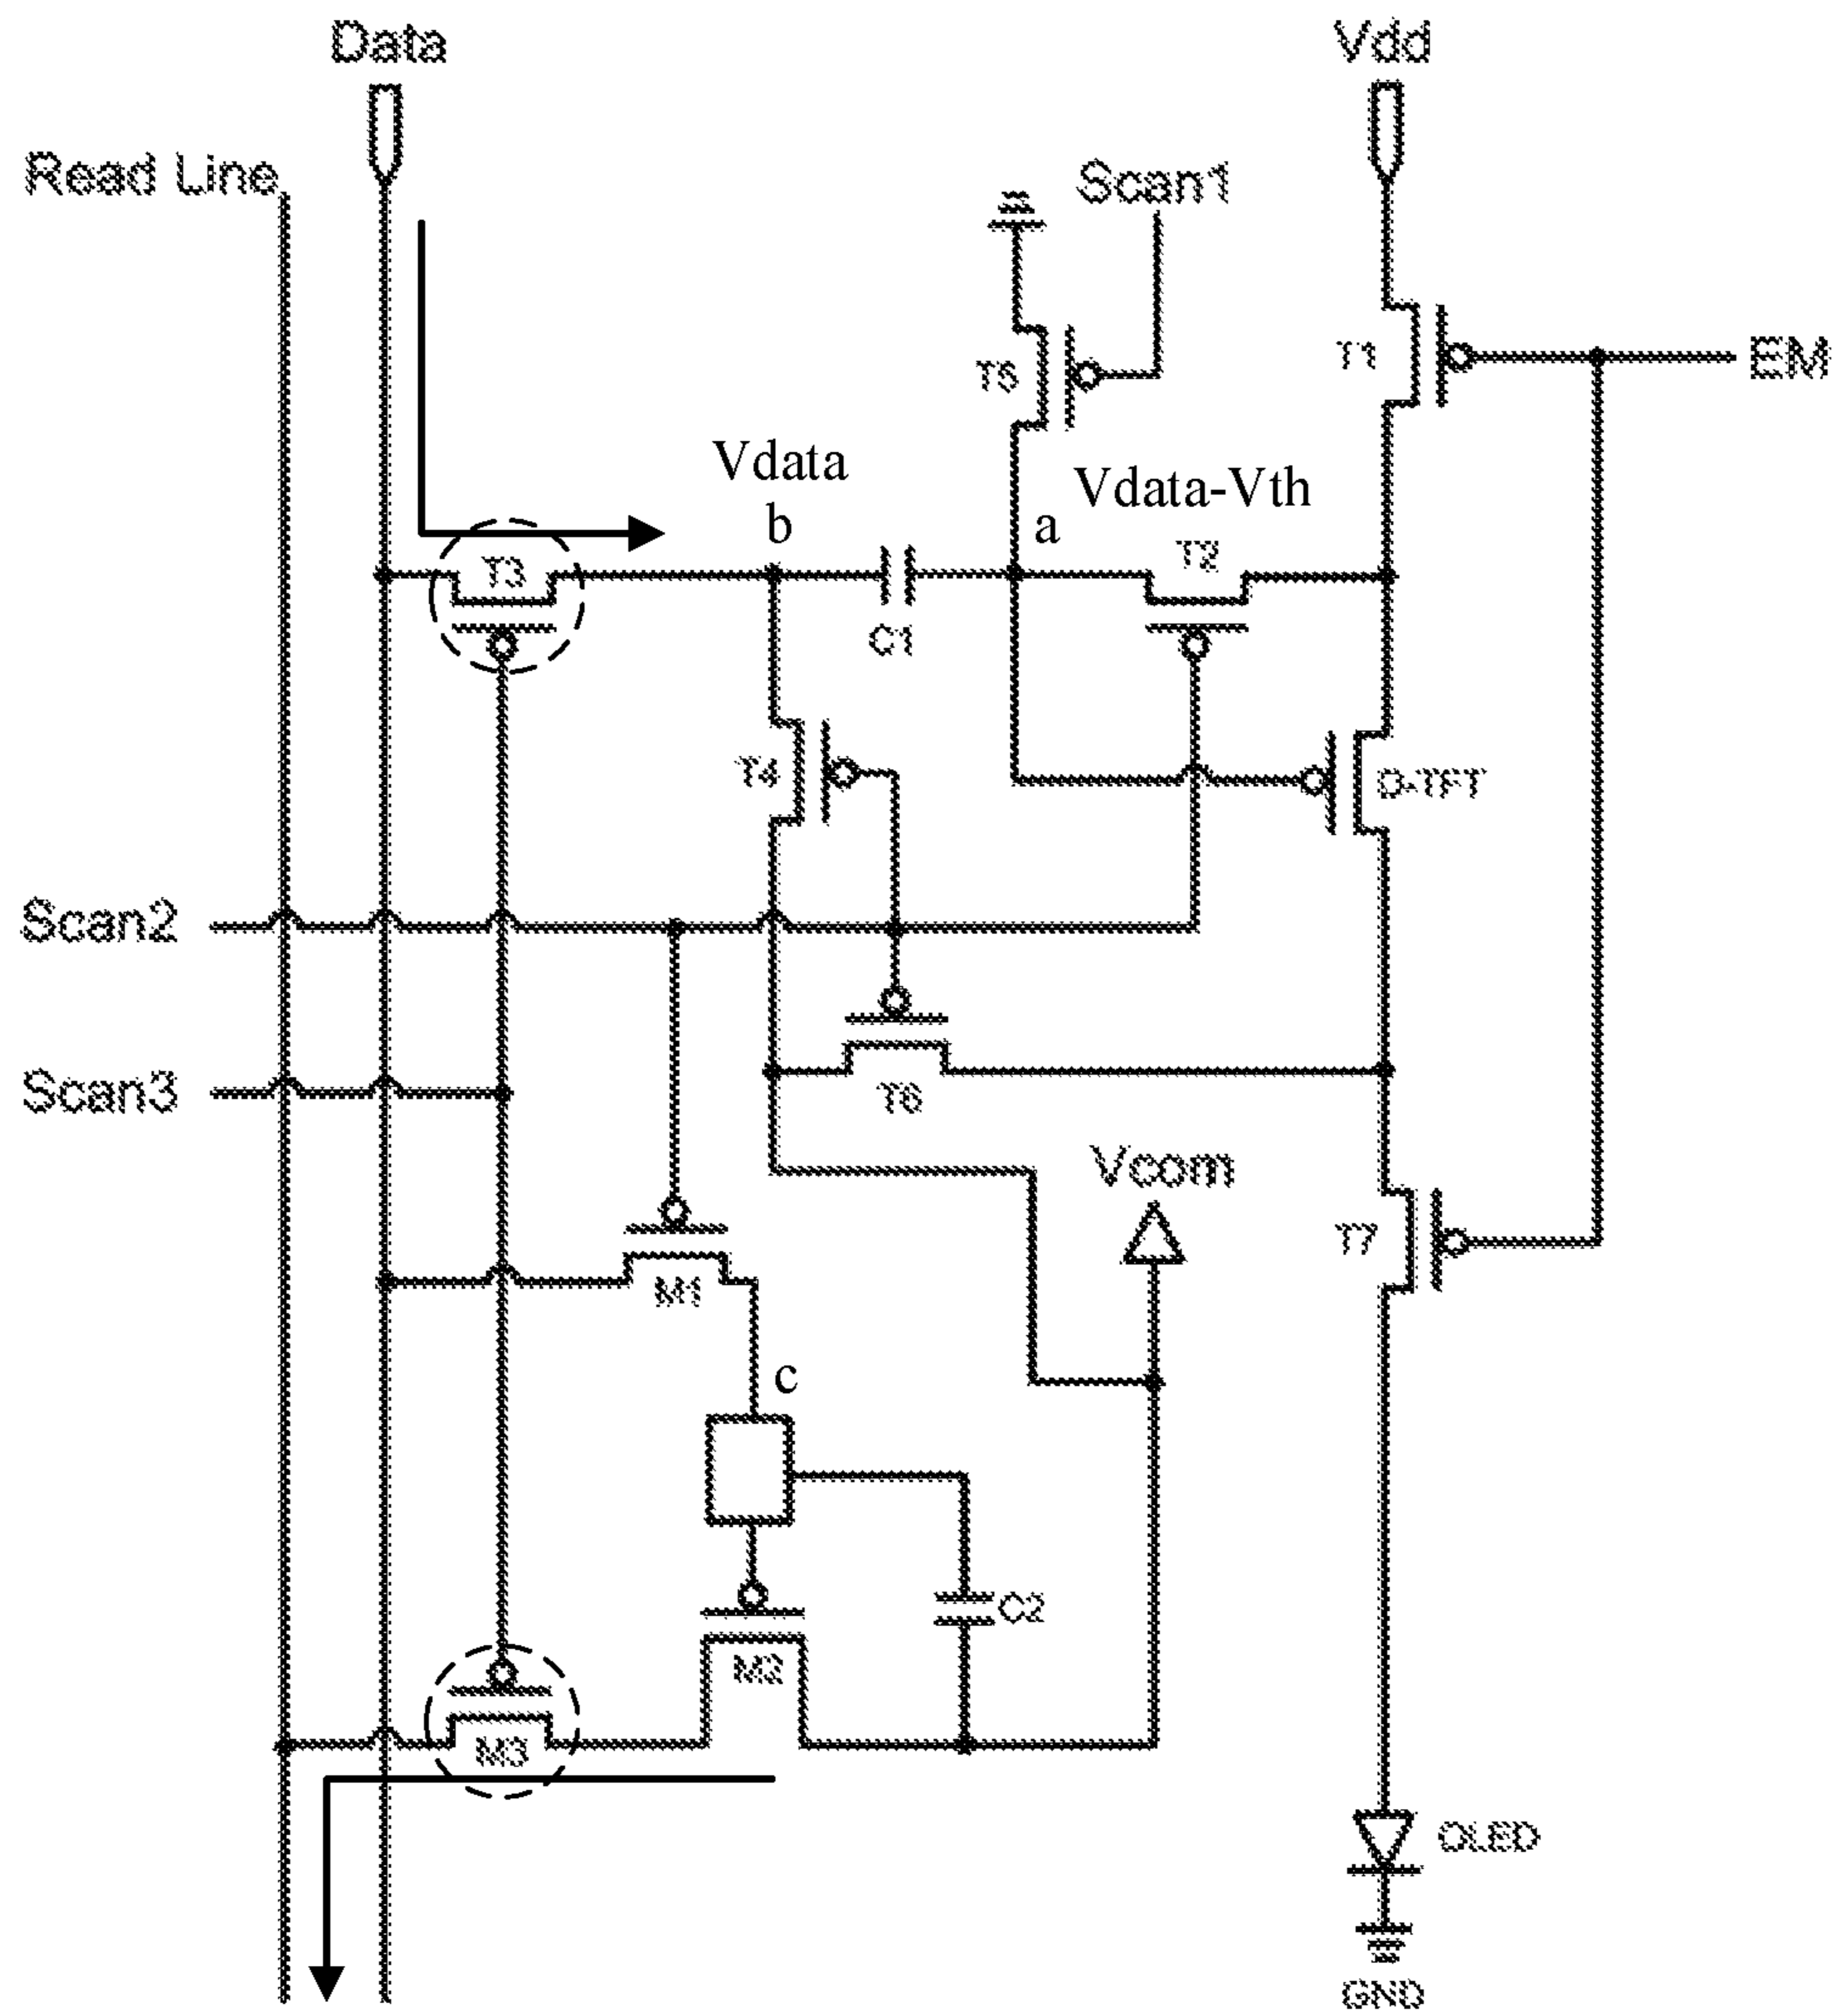 Data
Vdd
Read Line
Scan1
T5
T1
EM
Vdata
Vdata-Vth
b
a
T3
T2
C1
T4
D-TFT
Scan2
Scan3
T6
Vcom
T7
M1
c
C2
M2
M3
OLED
GND